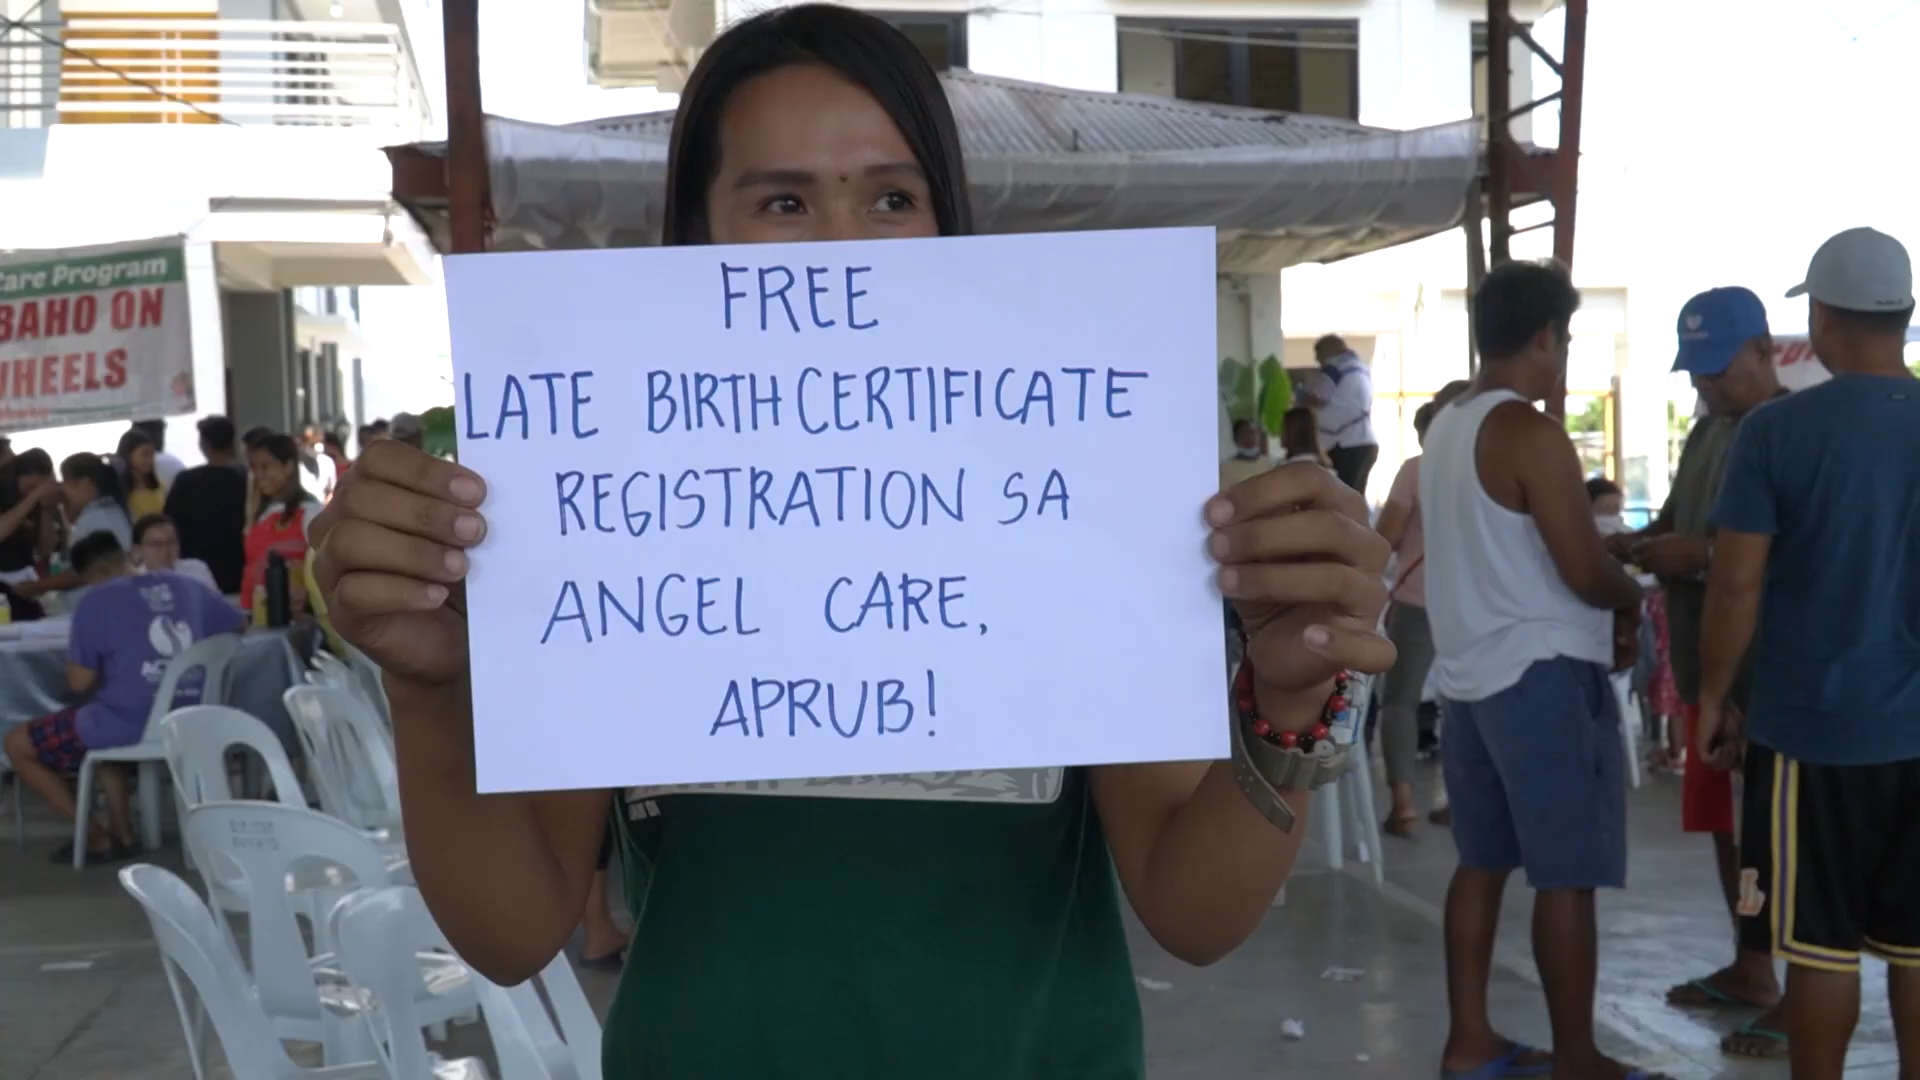 FREE
LATE BIRTH CERTIFICATE
REGISTRATION SA
ANGEL CARE,
APRUB!
Care Program
BAHO ON
WHEELS